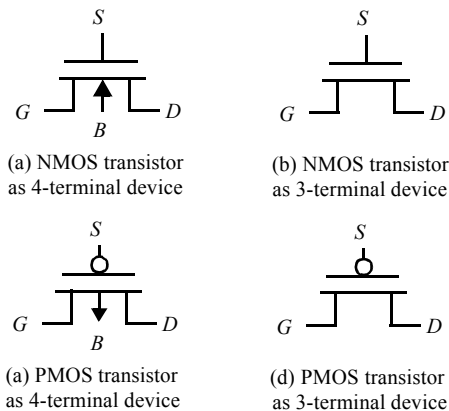 S
S
G
B
D
G
D
(a) NMOS transistor
as 4-terminal device
(b) NMOS transistor
as 3-terminal device
S
S
G
B
D
G
D
(a) PMOS transistor
as 4-terminal device
(d) PMOS transistor
as 3-terminal device